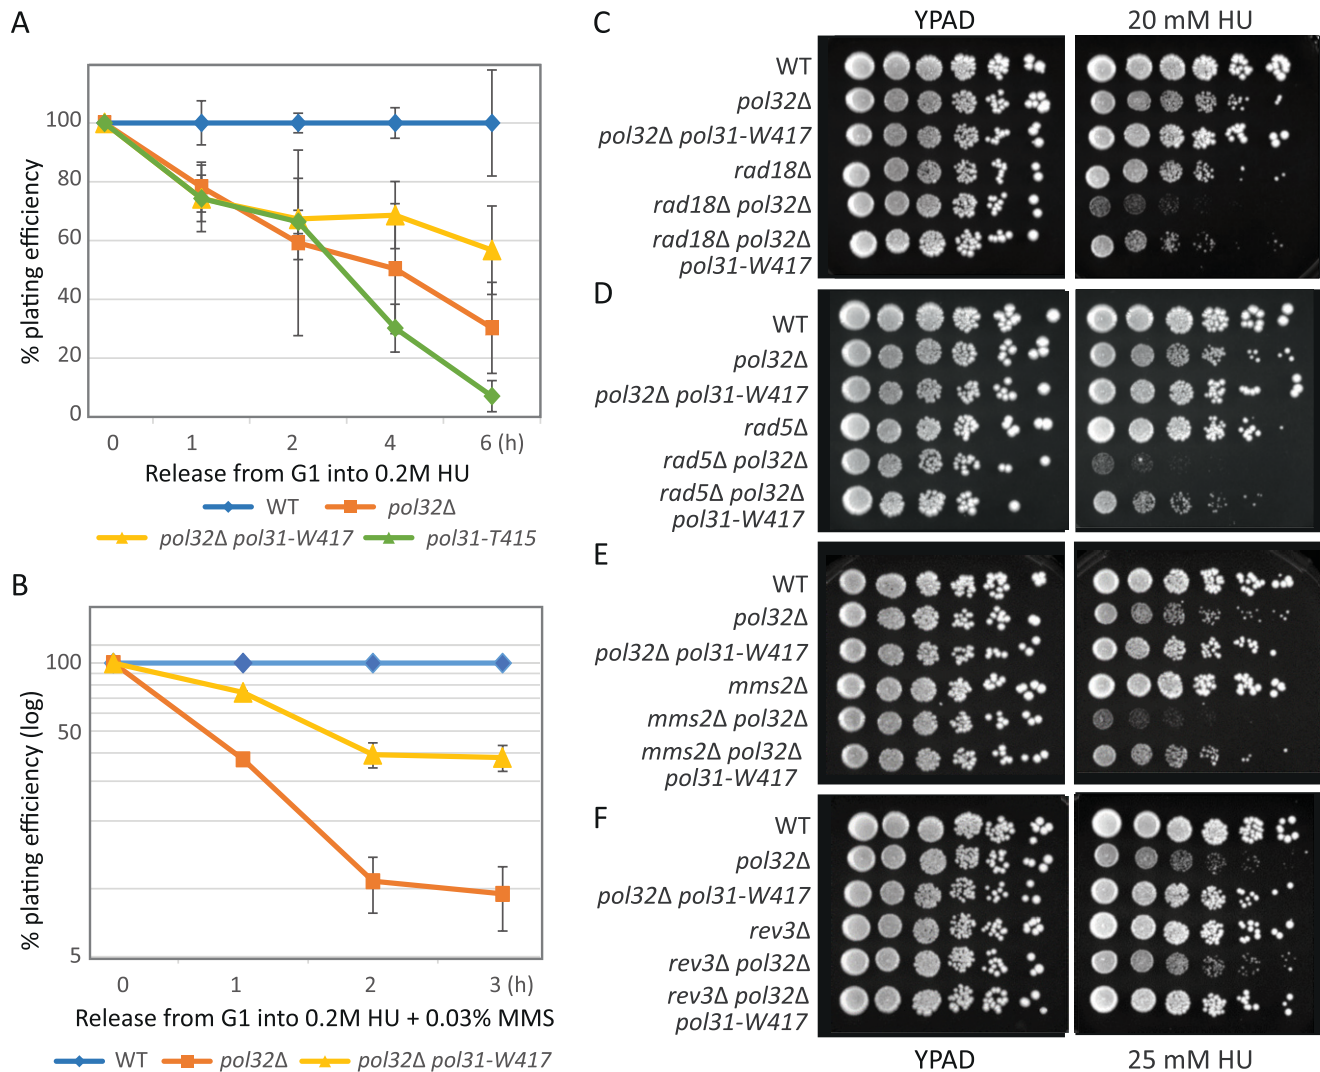 A
100
80
60
40
20
0
% plating efficiency
0 1 2 4 6 (h)
Release from G1 into 0.2M HU
WT pol32Δ
pol32Δ pol31-W417 pol31-T415
B
100
50
5
% plating efficiency (log)
0 1 2 3 (h)
Release from G1 into 0.2M HU + 0.03% MMS
WT pol32Δ pol32Δ pol31-W417
C
YPAD 20 mM HU
WT
pol32Δ
pol32Δ pol31-W417
rad18Δ
rad18Δ pol32Δ
rad18Δ pol32Δ
pol31-W417
D
WT
pol32Δ
pol32Δ pol31-W417
rad5Δ
rad5Δ pol32Δ
rad5Δ pol32Δ
pol31-W417
E
WT
pol32Δ
pol32Δ pol31-W417
mms2Δ
mms2Δ pol32Δ
mms2Δ pol32Δ
pol31-W417
F
WT
pol32Δ
pol32Δ pol31-W417
rev3Δ
rev3Δ pol32Δ
rev3Δ pol32Δ
pol31-W417
YPAD 25 mM HU